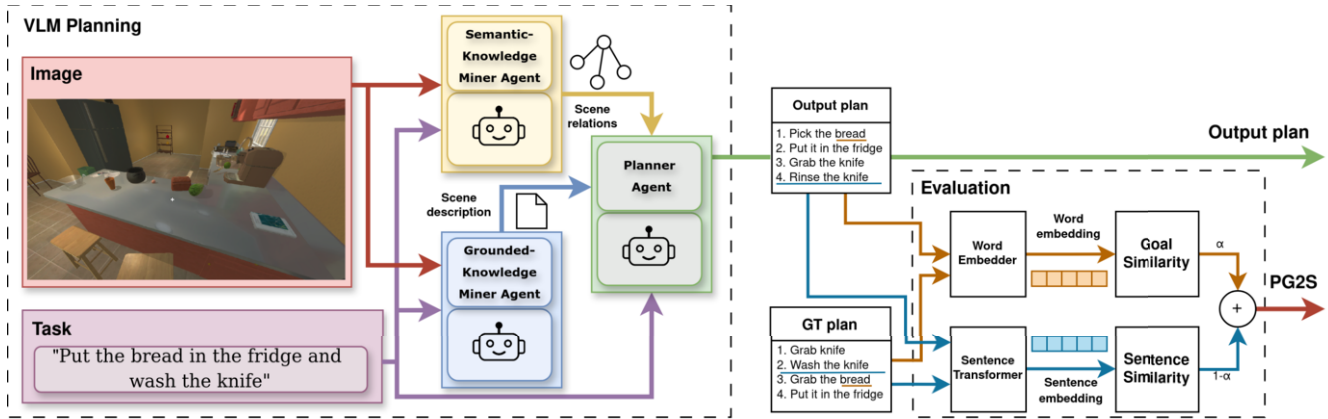 VLM Planning
Image
Task
"Put the bread in the fridge and
wash the knife"
Semantic-
Knowledge
Miner Agent
Scene
relations
Scene
description
Grounded-
Knowledge
Miner Agent
Planner
Agent
Output plan
1. Pick the bread
2. Put it in the fridge
3. Grab the knife
4. Rinse the knife
GT plan
1. Grab knife
2. Wash the knife
3. Grab the bread
4. Put it in the fridge
Output plan
Evaluation
Word
Embedder
Word
embedding
Goal
Similarity
α
Sentence
Transformer
Sentence
embedding
Sentence
Similarity
1-α
+
PG2S